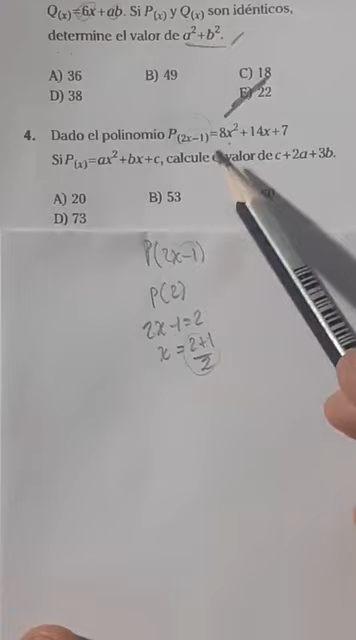 Q(x)=6x+ab. Si P(x) y Q(x) son idénticos,
determine el valor de a²+b².
A) 36 B) 49 C) 18
D) 38 E) 22
4. Dado el polinomio P(2x−1)=8x²+14x+7
Si P(x)=ax²+bx+c, calcule valor de c+2a+3b.
A) 20 B) 53
D) 73
P(2x-1)
P(2)
2x-1=2
x = 2+1
2